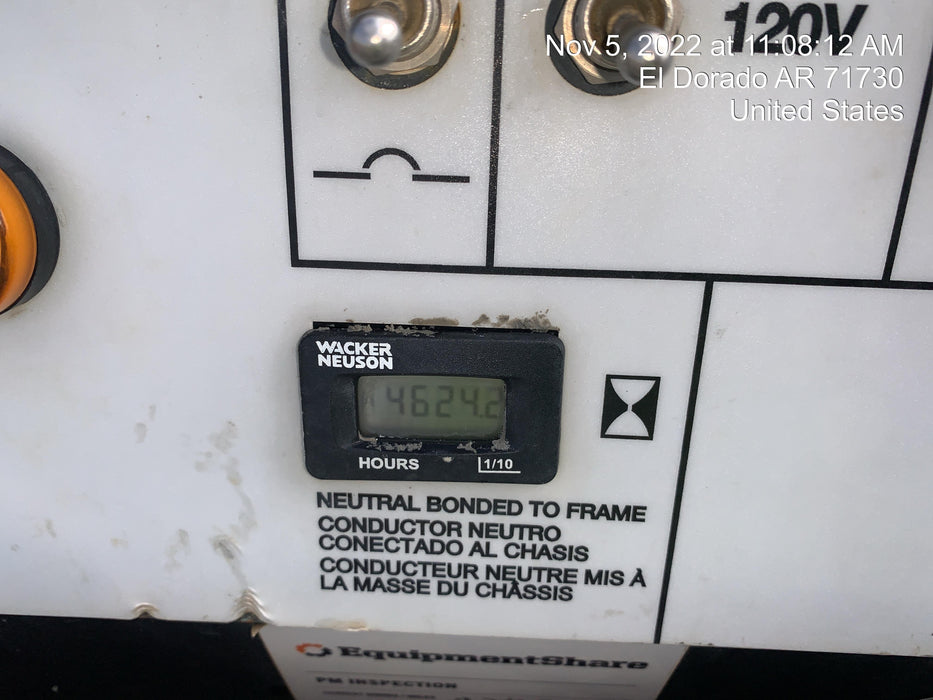 120V
Nov 5, 2022 at 11:08:12 AM
El Dorado AR 71730
United States
WACKER
NEUSON
4624.2
HOURS 1/10
NEUTRAL BONDED TO FRAME
CONDUCTOR NEUTRO
CONECTADO AL CHASIS
CONDUCTEUR NEUTRE MIS À
LA MASSE DU CHÂSSIS
EquipmentShare
PM INSPECTION